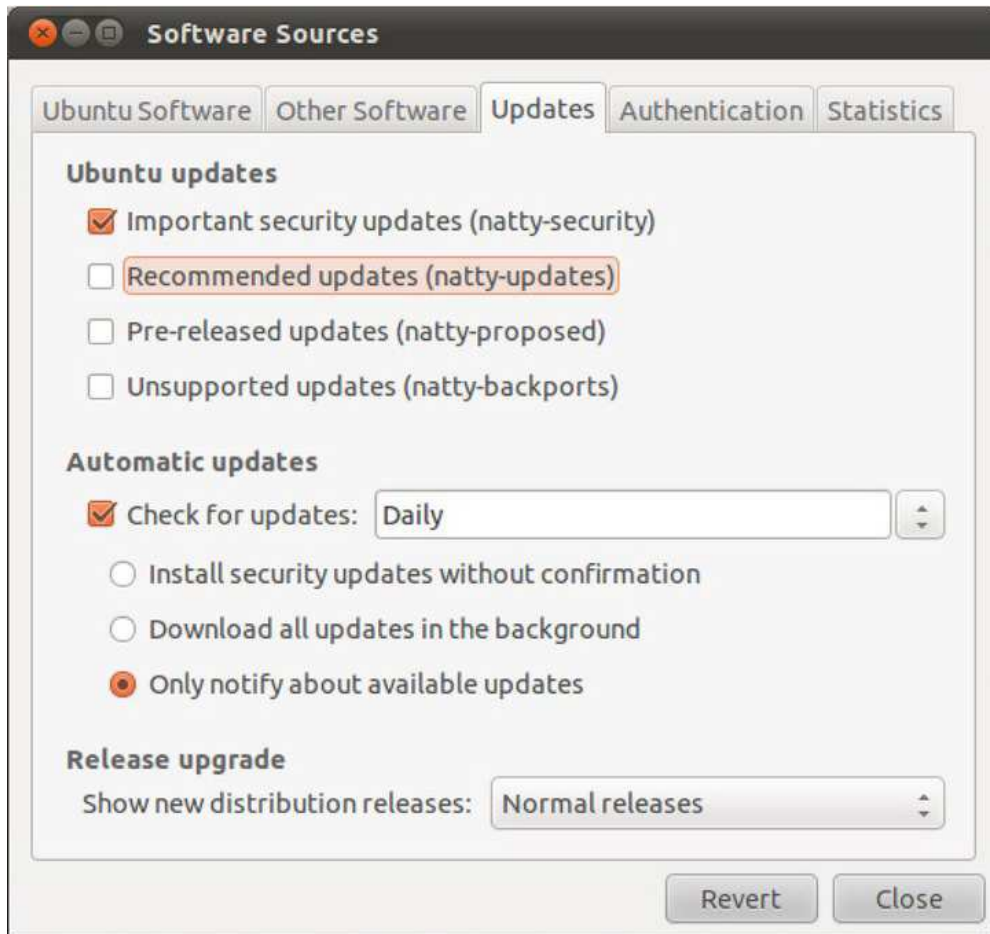 Software Sources
Ubuntu Software Other Software Updates Authentication Statistics
Ubuntu updates
Important security updates (natty-security)
Recommended updates (natty-updates)
Pre-released updates (natty-proposed)
Unsupported updates (natty-backports)
Automatic updates
Check for updates: Daily
Install security updates without confirmation
Download all updates in the background
Only notify about available updates
Release upgrade
Show new distribution releases: Normal releases
Revert Close